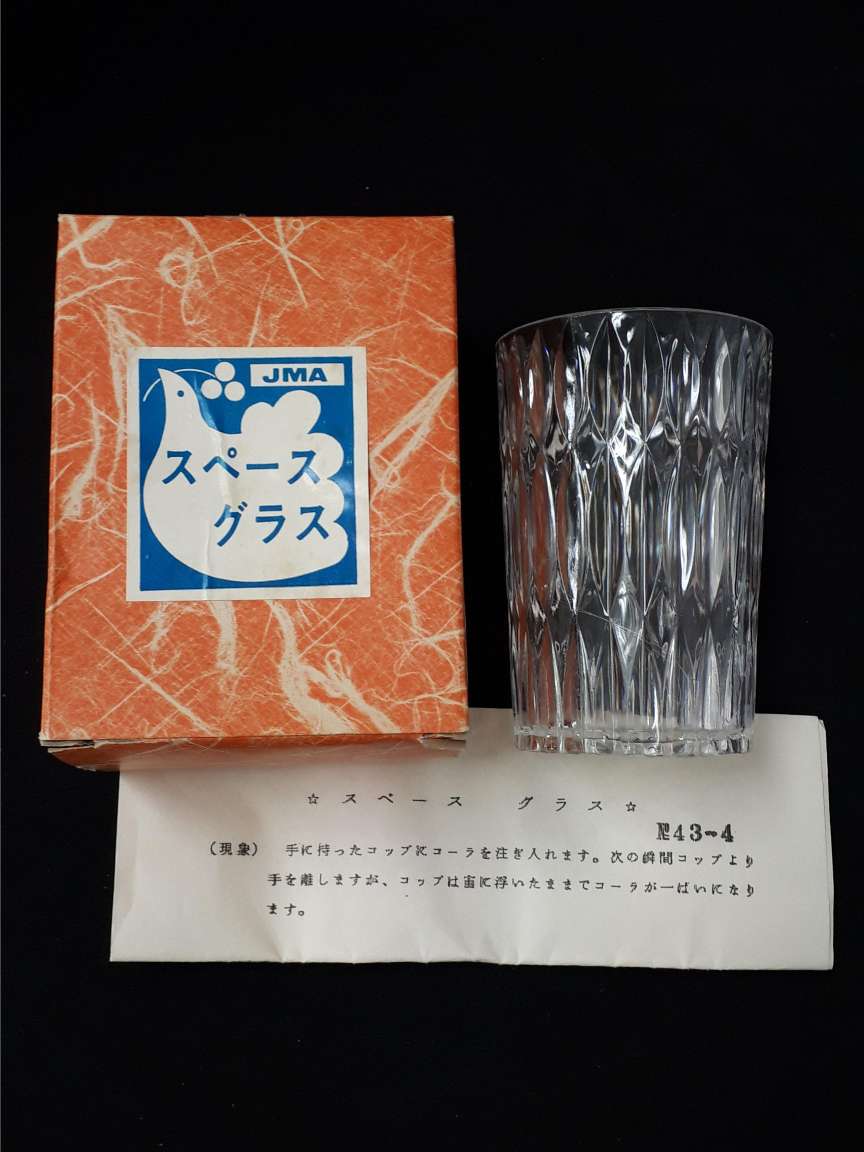 JMA
スペース
グラス
☆ スペース グラス ☆
№43-4
(現象) 手に持ったコップにコーラを注ぎ入れます。次の瞬間コップより
手を離しますが、コップは宙に浮いたままでコーラが一ぱいになり
ます。